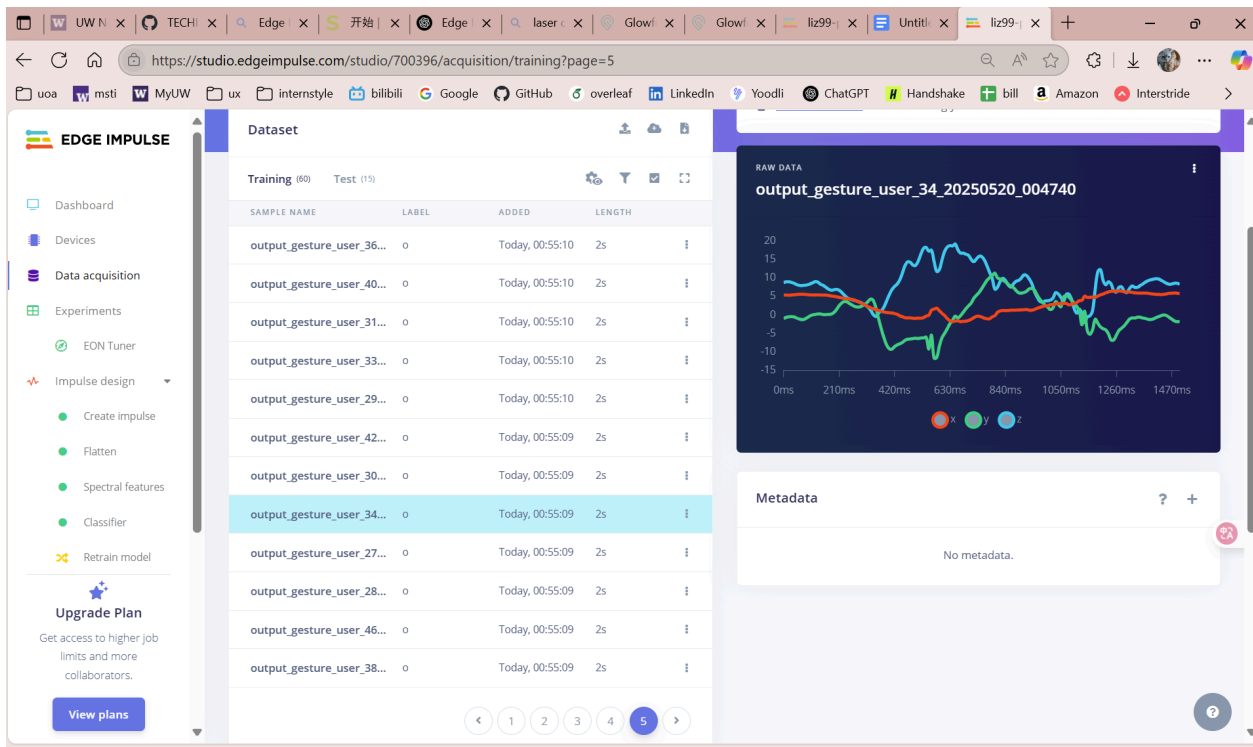 UW N
TECHI
Edge I
开始 |
Edge I
laser c
Glowf
Glowf
liz99-p
Untitle
liz99-p
https://studio.edgeimpulse.com/studio/700396/acquisition/training?page=5
uoa
msti
MyUW
ux
internstyle
bilibili
Google
GitHub
overleaf
LinkedIn
Yoodli
ChatGPT
Handshake
bill
Amazon
Interstride
EDGE IMPULSE
Dashboard
Devices
Data acquisition
Experiments
EON Tuner
Impulse design
Create impulse
Flatten
Spectral features
Classifier
Retrain model
Upgrade Plan
Get access to higher job
limits and more
collaborators.
View plans
Dataset
Training (60) Test (15)
SAMPLE NAME LABEL ADDED LENGTH
output_gesture_user_36... o Today, 00:55:10 2s
output_gesture_user_40... o Today, 00:55:10 2s
output_gesture_user_31... o Today, 00:55:10 2s
output_gesture_user_33... o Today, 00:55:10 2s
output_gesture_user_29... o Today, 00:55:10 2s
output_gesture_user_42... o Today, 00:55:09 2s
output_gesture_user_30... o Today, 00:55:09 2s
output_gesture_user_34... o Today, 00:55:09 2s
output_gesture_user_27... o Today, 00:55:09 2s
output_gesture_user_28... o Today, 00:55:09 2s
output_gesture_user_46... o Today, 00:55:09 2s
output_gesture_user_38... o Today, 00:55:09 2s
1 2 3 4 5
RAW DATA
output_gesture_user_34_20250520_004740
20
15
10
5
0
-5
-10
-15
0ms 210ms 420ms 630ms 840ms 1050ms 1260ms 1470ms
x y z
Metadata
? +
No metadata.
?